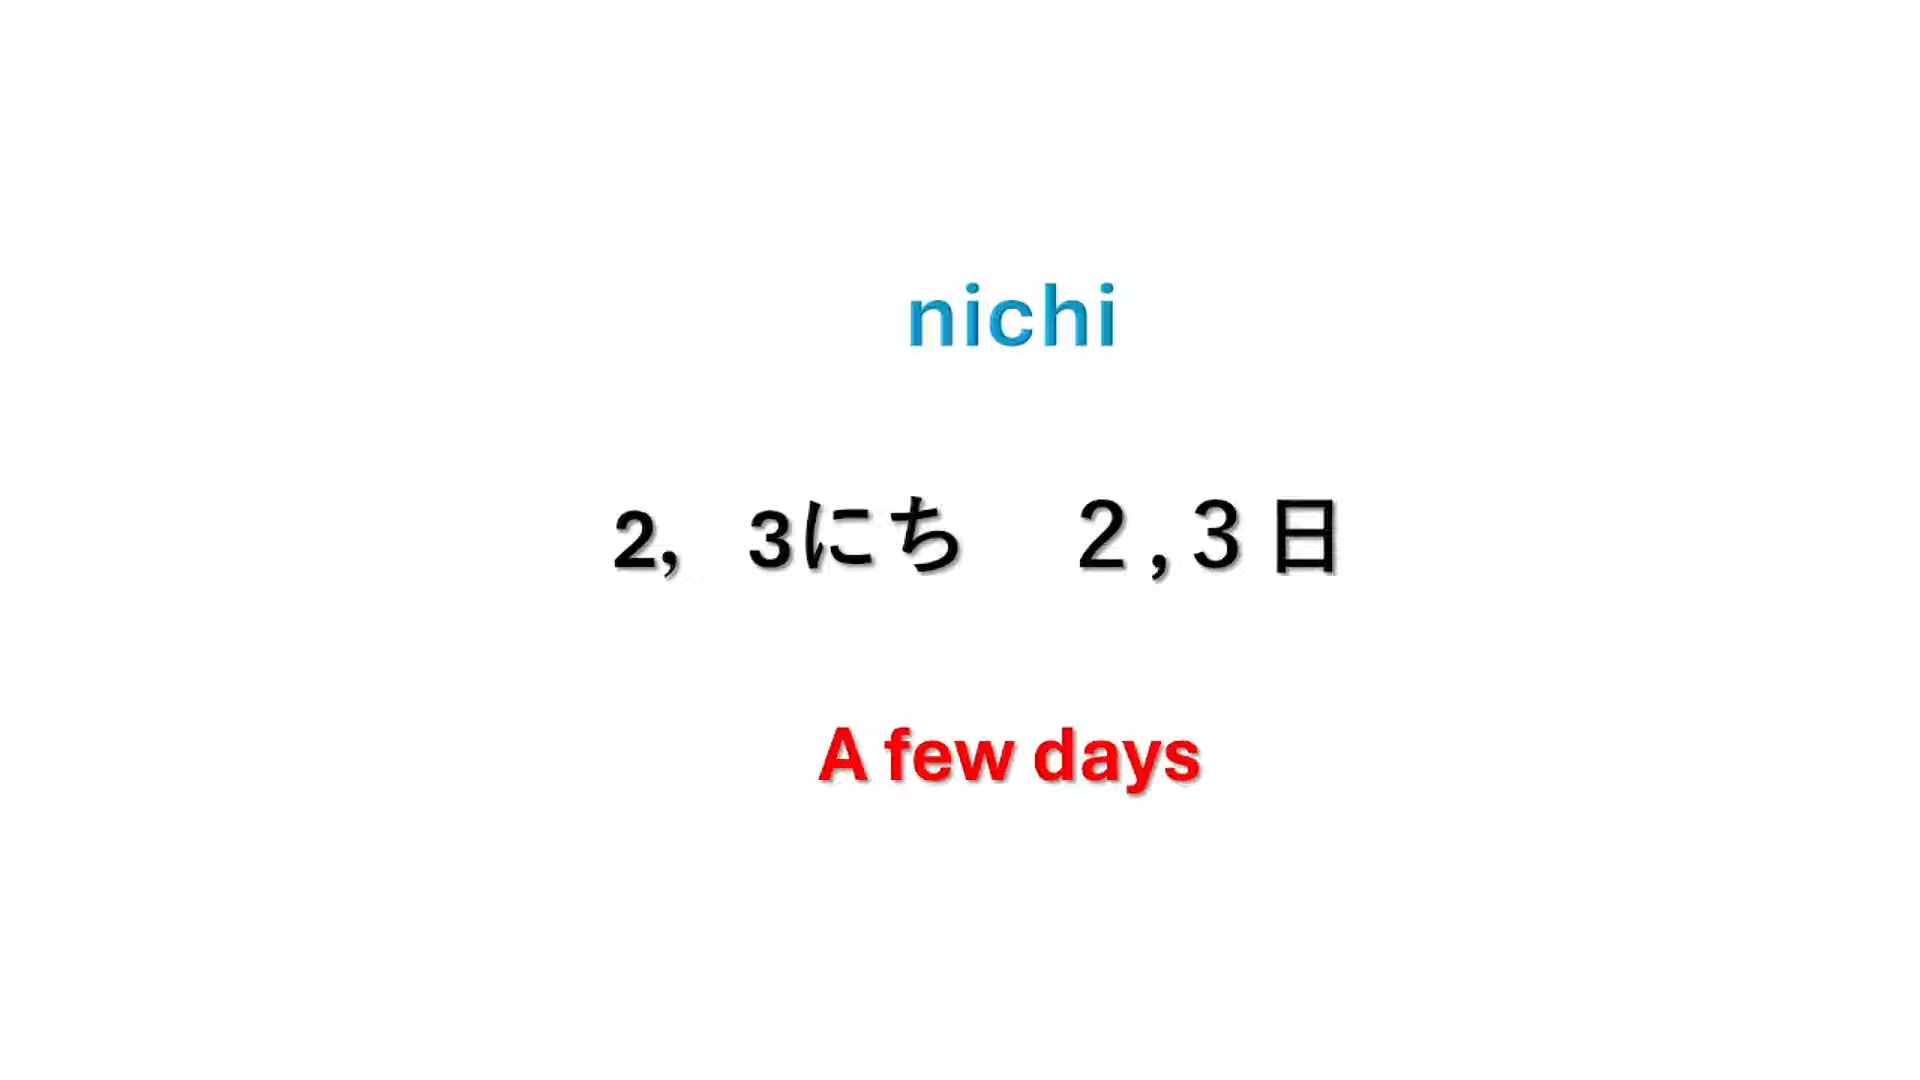 nichi
2,　3にち　２,３日
A few days